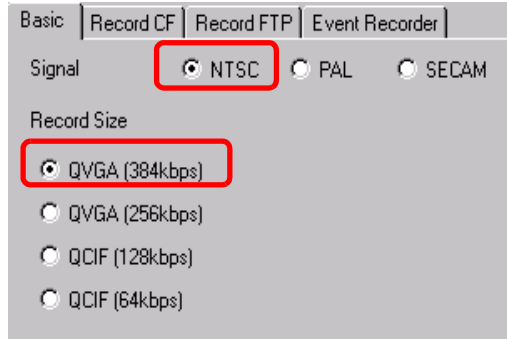 Basic Record CF Record FTP Event Recorder
Signal NTSC PAL SECAM
Record Size
QVGA (384kbps)
QVGA (256kbps)
QCIF (128kbps)
QCIF (64kbps)